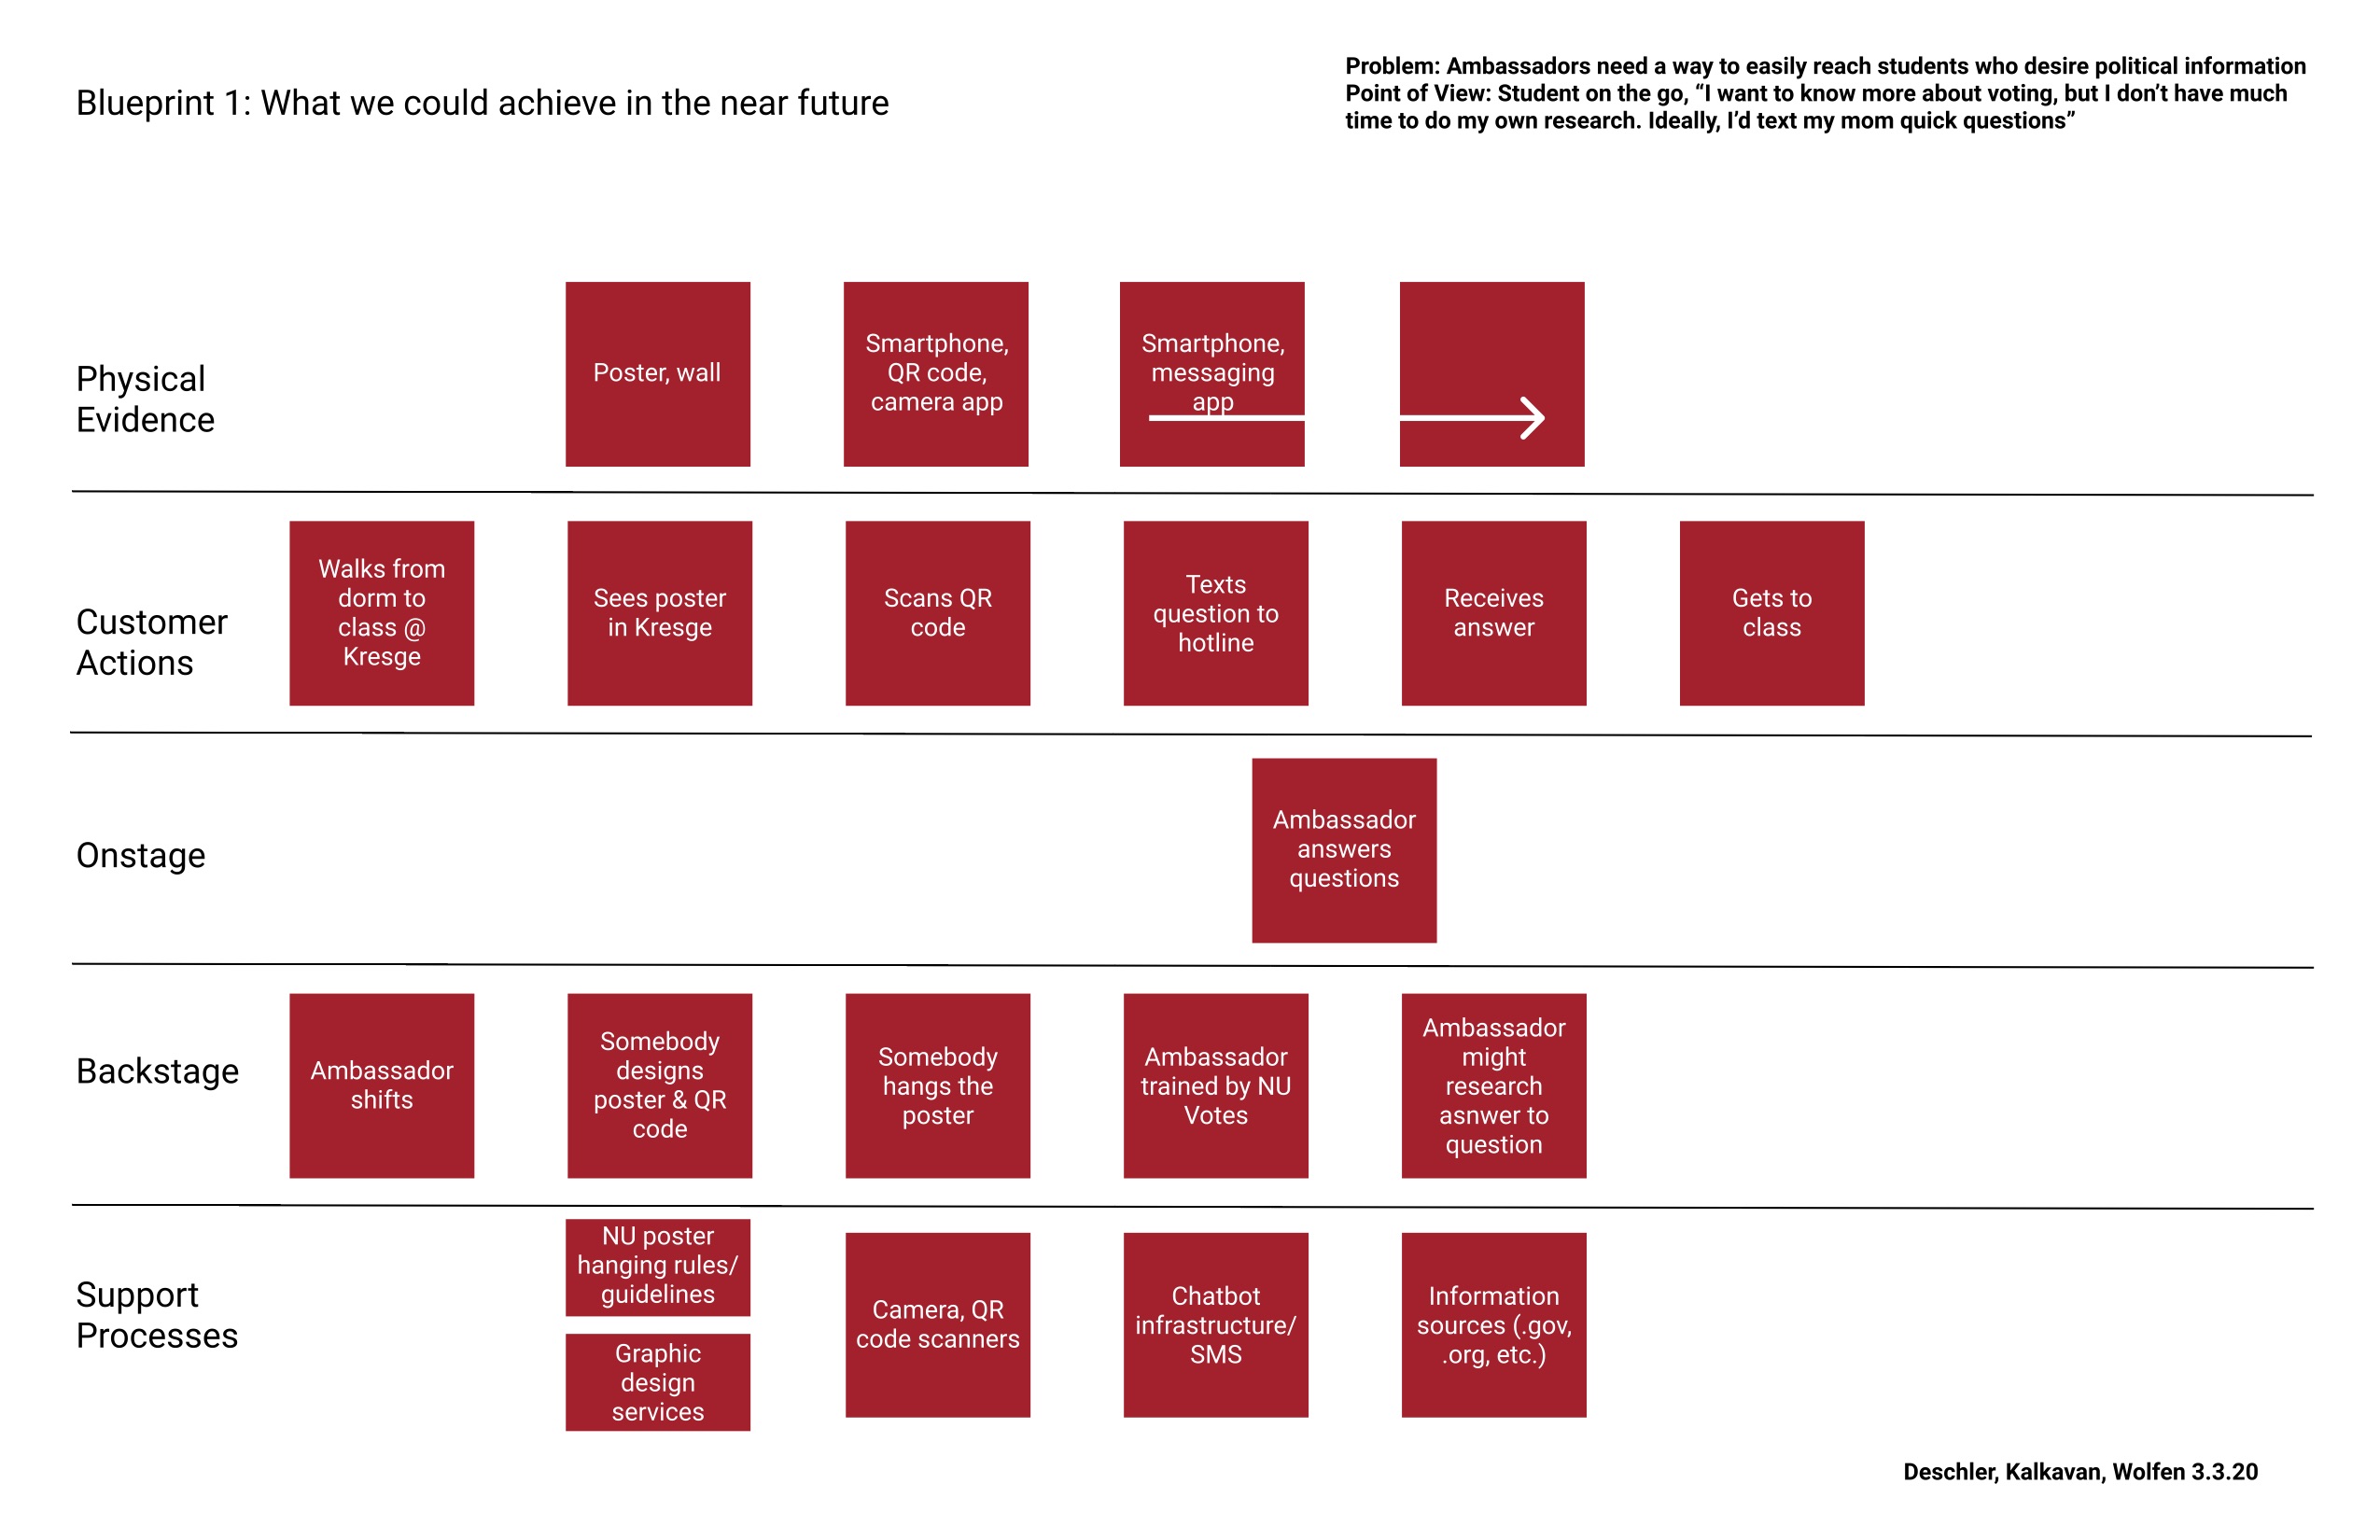 Blueprint 1: What we could achieve in the near future
Problem: Ambassadors need a way to easily reach students who desire political information
Point of View: Student on the go, “I want to know more about voting, but I don’t have much
time to do my own research. Ideally, I’d text my mom quick questions”
Physical
Evidence
Poster, wall
Smartphone,
QR code,
camera app
Smartphone,
messaging
app
Customer
Actions
Walks from
dorm to
class @
Kresge
Sees poster
in Kresge
Scans QR
code
Texts
question to
hotline
Receives
answer
Gets to
class
Onstage
Ambassador
answers
questions
Backstage
Ambassador
shifts
Somebody
designs
poster & QR
code
Somebody
hangs the
poster
Ambassador
trained by NU
Votes
Ambassador
might
research
asnwer to
question
Support
Processes
NU poster
hanging rules/
guidelines
Graphic
design
services
Camera, QR
code scanners
Chatbot
infrastructure/
SMS
Information
sources (.gov,
.org, etc.)
Deschler, Kalkavan, Wolfen 3.3.20